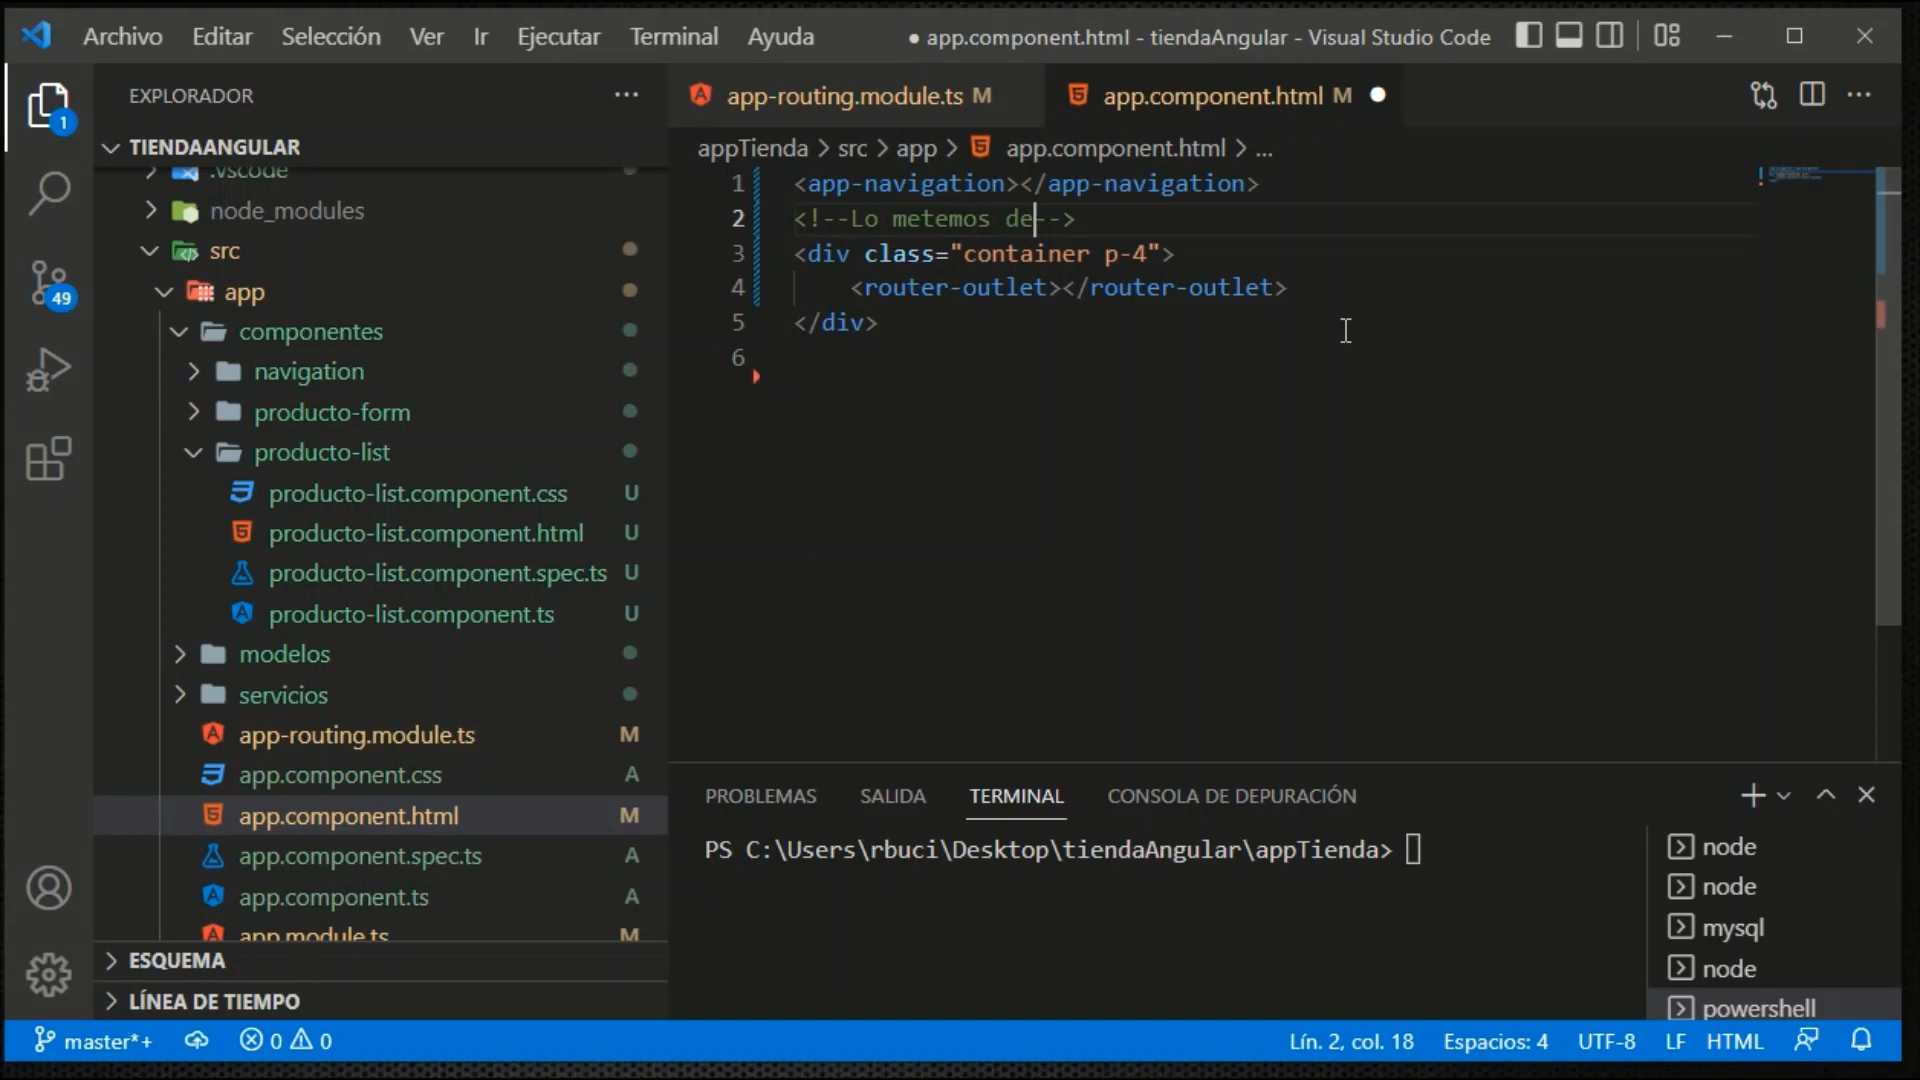 Archivo Editar Selección Ver Ir Ejecutar Terminal Ayuda
● app.component.html - tiendaAngular - Visual Studio Code
EXPLORADOR
TIENDAANGULAR
.vscode
node_modules
src
app
componentes
navigation
producto-form
producto-list
producto-list.component.css U
producto-list.component.html U
producto-list.component.spec.ts U
producto-list.component.ts U
modelos
servicios
app-routing.module.ts M
app.component.css A
app.component.html M
app.component.spec.ts A
app.component.ts A
app.module.ts M
ESQUEMA
LÍNEA DE TIEMPO
1
49
app-routing.module.ts M
app.component.html M
appTienda > src > app > app.component.html > ...
1 <app-navigation></app-navigation>
2 <!--Lo metemos de-->
3 <div class="container p-4">
4 <router-outlet></router-outlet>
5 </div>
6
PROBLEMAS SALIDA TERMINAL CONSOLA DE DEPURACIÓN
PS C:\Users\rbuci\Desktop\tiendaAngular\appTienda>
node
node
mysql
node
powershell
master*+ 0 0
Lín. 2, col. 18 Espacios: 4 UTF-8 LF HTML